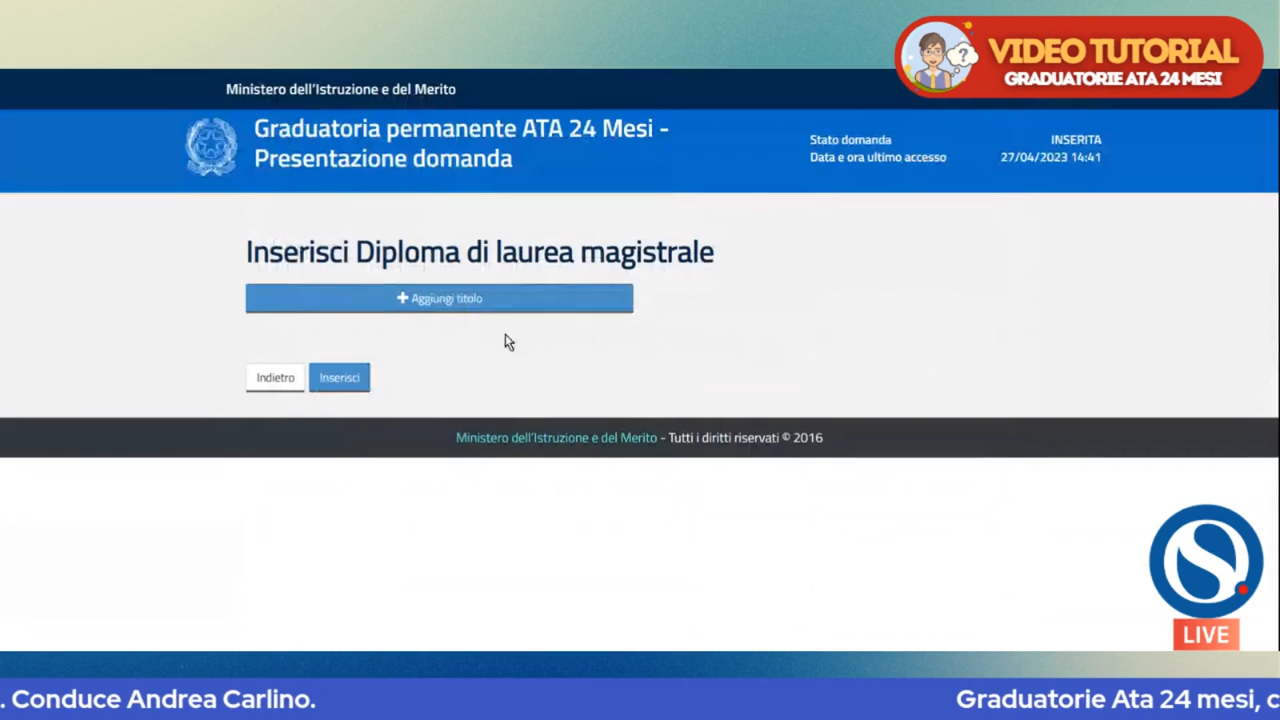 VIDEO TUTORIAL
GRADUATORIE ATA 24 MESI
Ministero dell'Istruzione e del Merito
Graduatoria permanente ATA 24 Mesi -
Presentazione domanda
Stato domanda INSERITA
Data e ora ultimo accesso 27/04/2023 14:41
Inserisci Diploma di laurea magistrale
+ Aggiungi titolo
Indietro Inserisci
Ministero dell'Istruzione e del Merito - Tutti i diritti riservati © 2016
LIVE
. Conduce Andrea Carlino. Graduatorie Ata 24 mesi, c